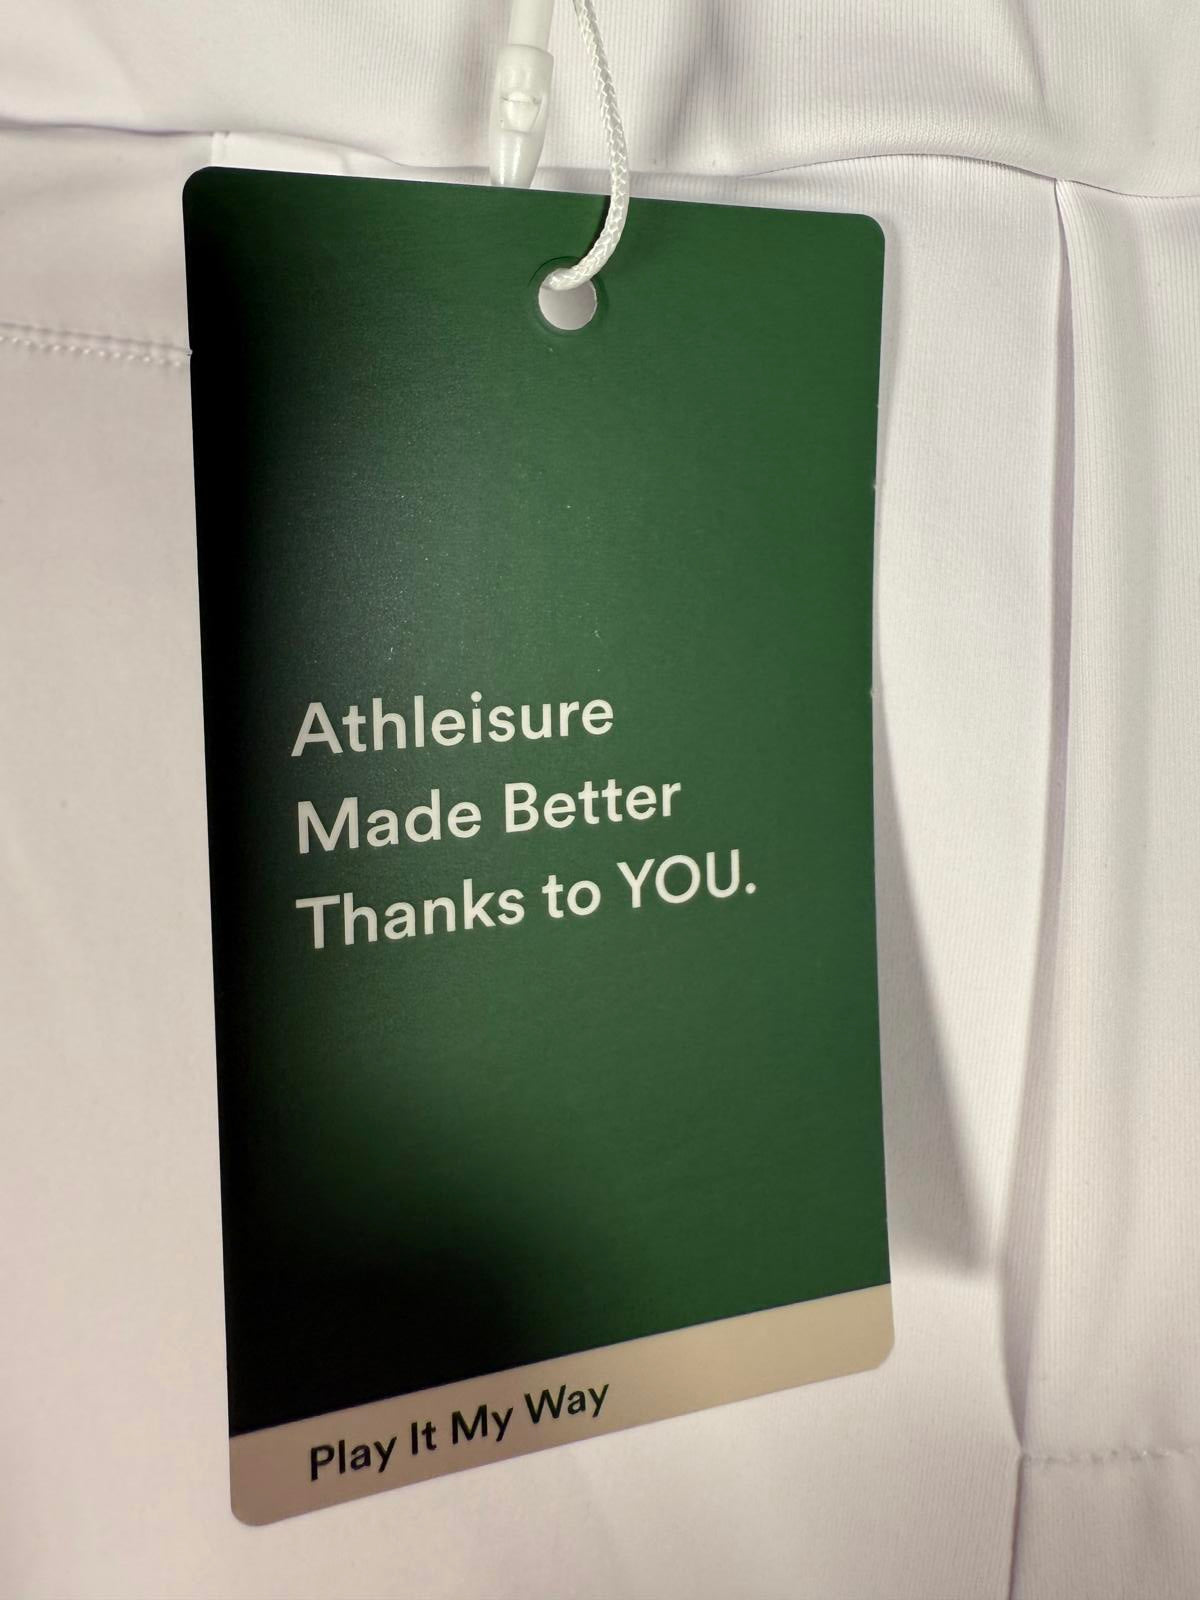 Athleisure
Made Better
Thanks to YOU.
Play It My Way